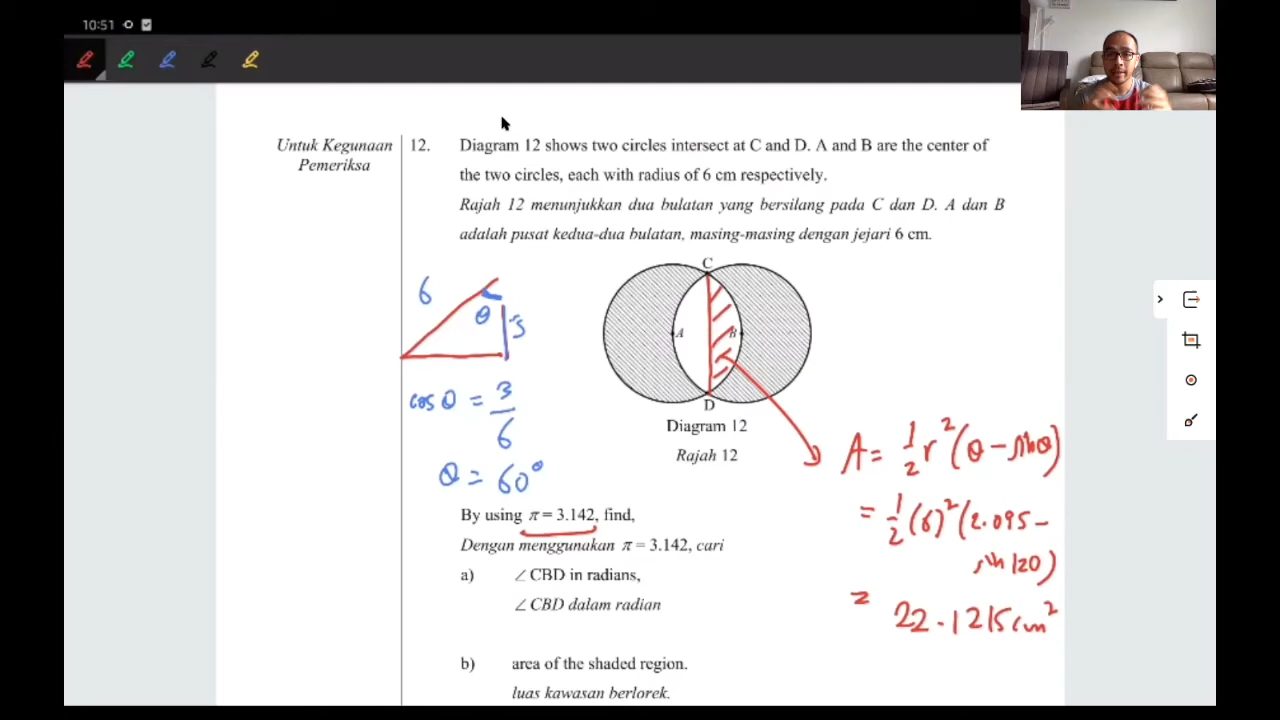 10:51
Untuk Kegunaan
Pemeriksa
12.
Diagram 12 shows two circles intersect at C and D. A and B are the center of
the two circles, each with radius of 6 cm respectively.
Rajah 12 menunjukkan dua bulatan yang bersilang pada C dan D. A dan B
adalah pusat kedua-dua bulatan, masing-masing dengan jejari 6 cm.
C
A
B
D
Diagram 12
Rajah 12
6
θ
3
cos θ = 3/6
θ = 60°
A = 1/2 r² (θ - sin θ)
= 1/2 (6)² (2.095 -
sin 120)
= 22.1215 cm²
By using π = 3.142, find,
Dengan menggunakan π = 3.142, cari
a) ∠CBD in radians,
∠CBD dalam radian
b) area of the shaded region.
luas kawasan berlorek.